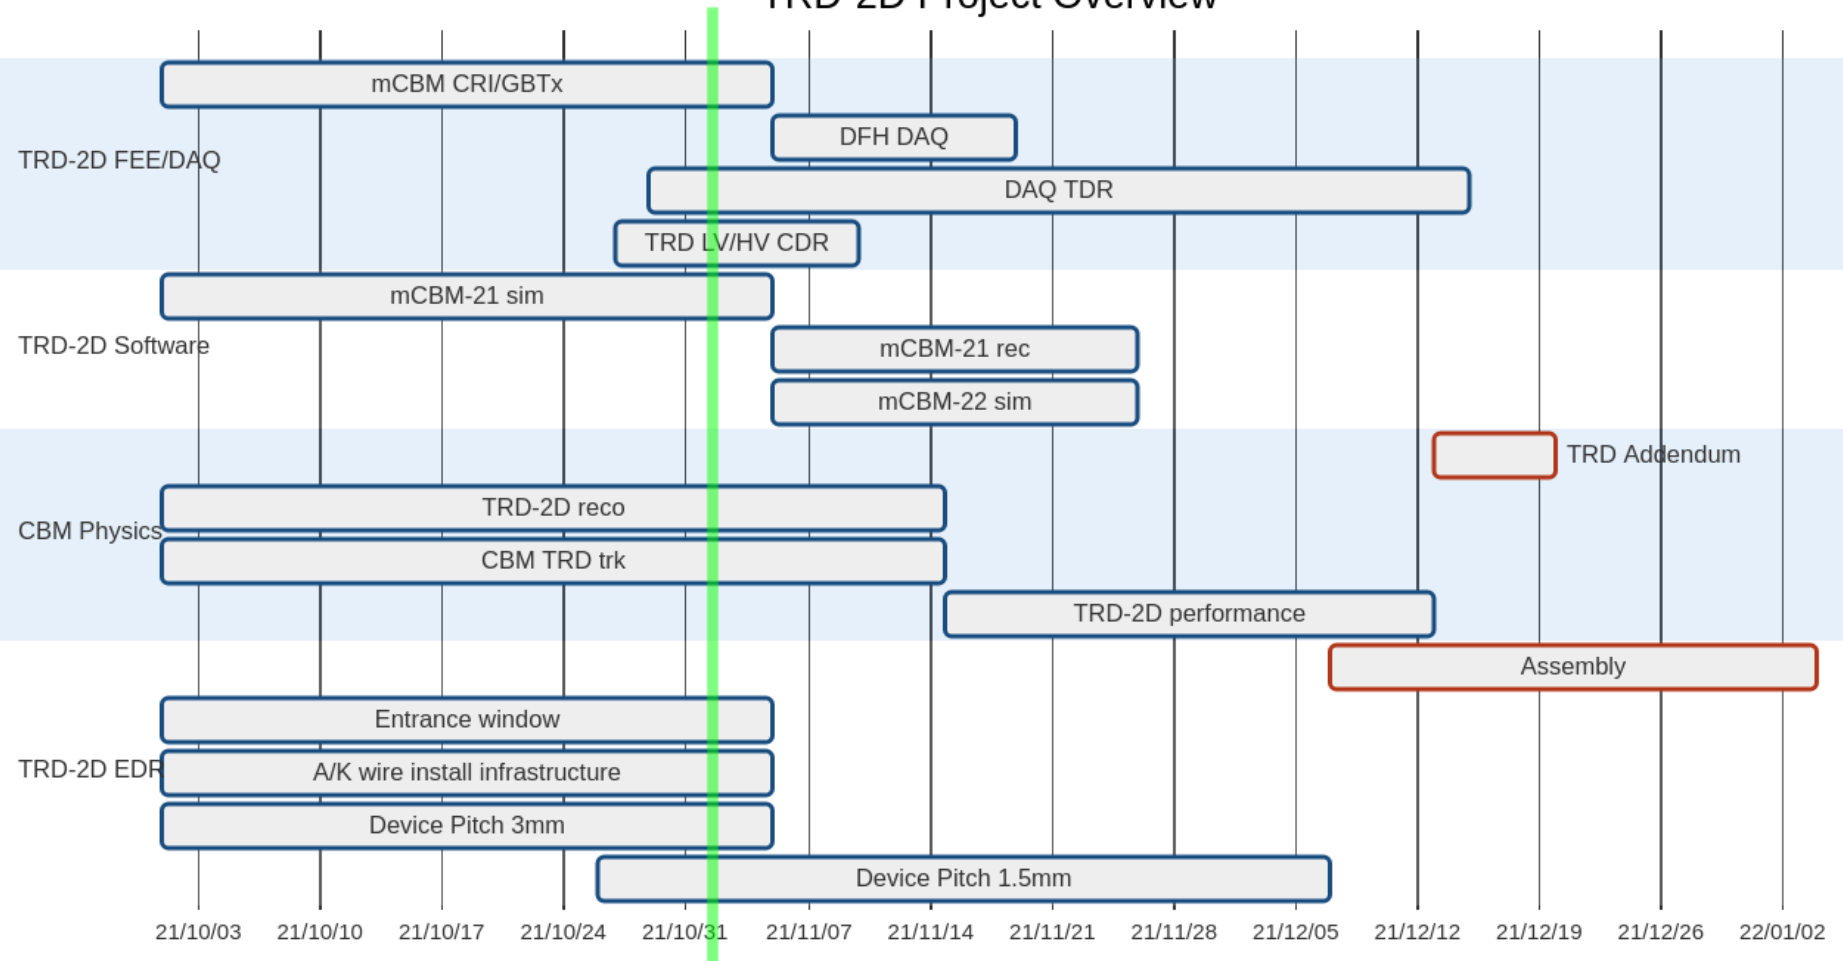 TRD-2D Project Overview
mCBM CRI/GBTx
DFH DAQ
TRD-2D FEE/DAQ
DAQ TDR
TRD LV/HV CDR
mCBM-21 sim
TRD-2D Software
mCBM-21 rec
mCBM-22 sim
TRD Addendum
TRD-2D reco
CBM Physics
CBM TRD trk
TRD-2D performance
Assembly
Entrance window
TRD-2D EDR
A/K wire install infrastructure
Device Pitch 3mm
Device Pitch 1.5mm
21/10/03 21/10/10 21/10/17 21/10/24 21/10/31 21/11/07 21/11/14 21/11/21 21/11/28 21/12/05 21/12/12 21/12/19 21/12/26 22/01/02